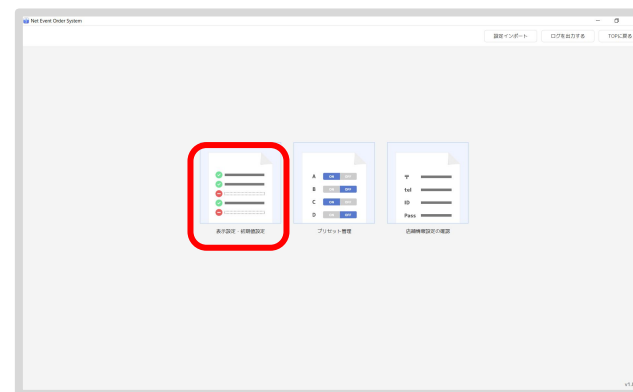 Net Event Order System
設定インポート ログを出力する TOPに戻る
A ON OFF
B ON OFF
C ON OFF
D ON OFF
〒
tel
ID
Pass
表示設定・初期値設定 プリセット管理 店舗情報設定の確認